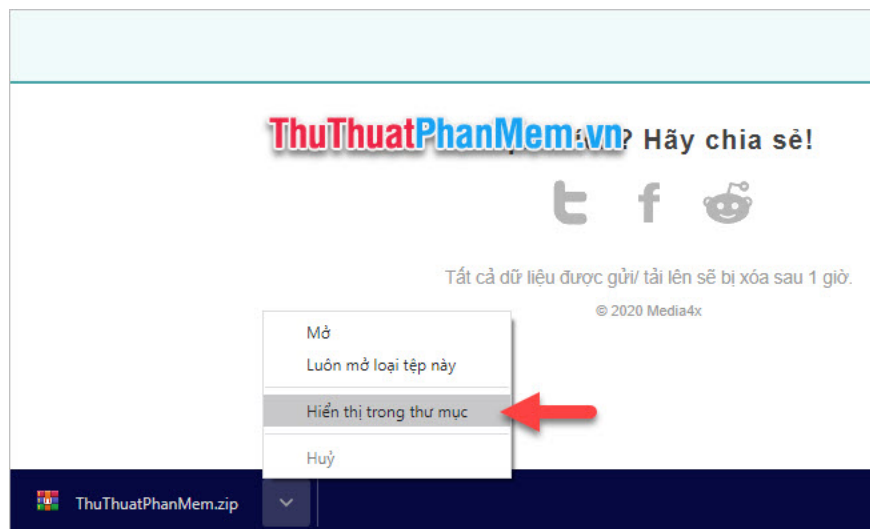 ThuThuatPhanMem.vn? Hãy chia sẻ!
Tất cả dữ liệu được gửi/ tải lên sẽ bị xóa sau 1 giờ.
© 2020 Media4x
Mở
Luôn mở loại tệp này
Hiển thị trong thư mục
Huỷ
ThuThuatPhanMem.zip